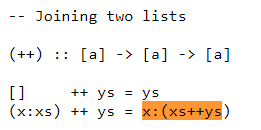 -- Joining two lists
(++) :: [a] -> [a] -> [a]
[]     ++ ys = ys
(x:xs) ++ ys = x:(xs++ys)